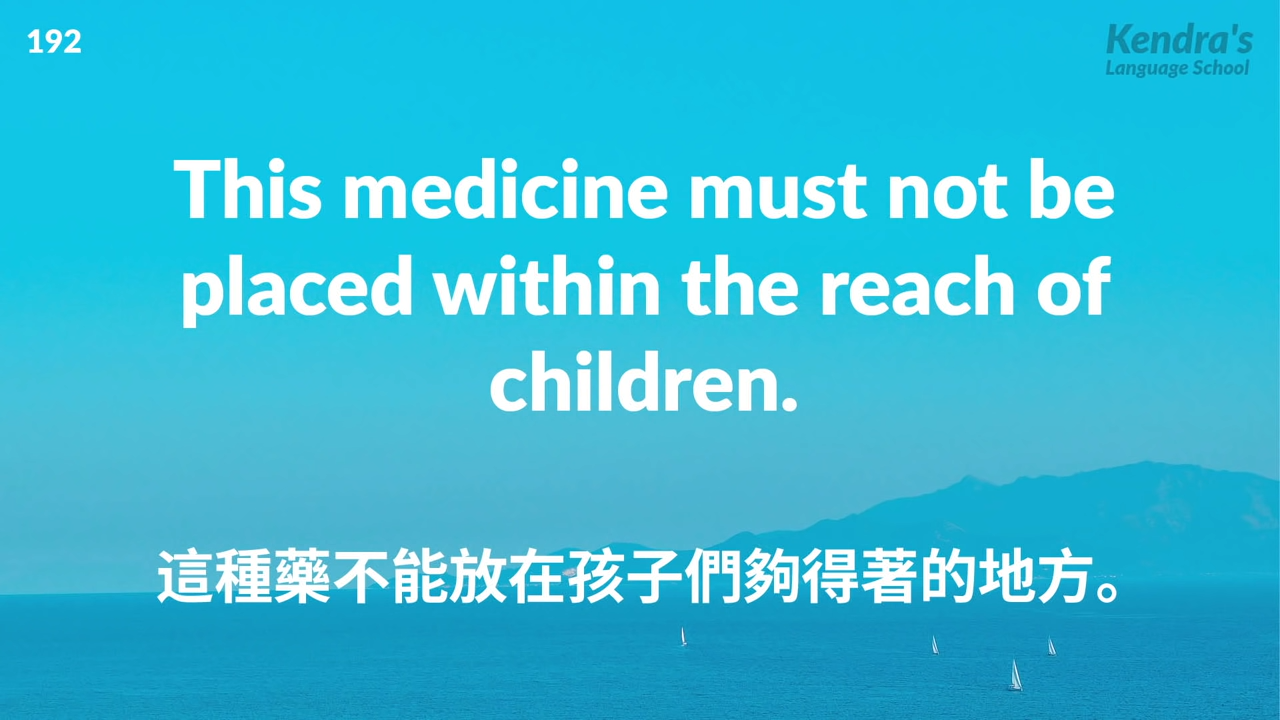 192
Kendra's
Language School
This medicine must not be
placed within the reach of
children.
這種藥不能放在孩子們夠得著的地方。